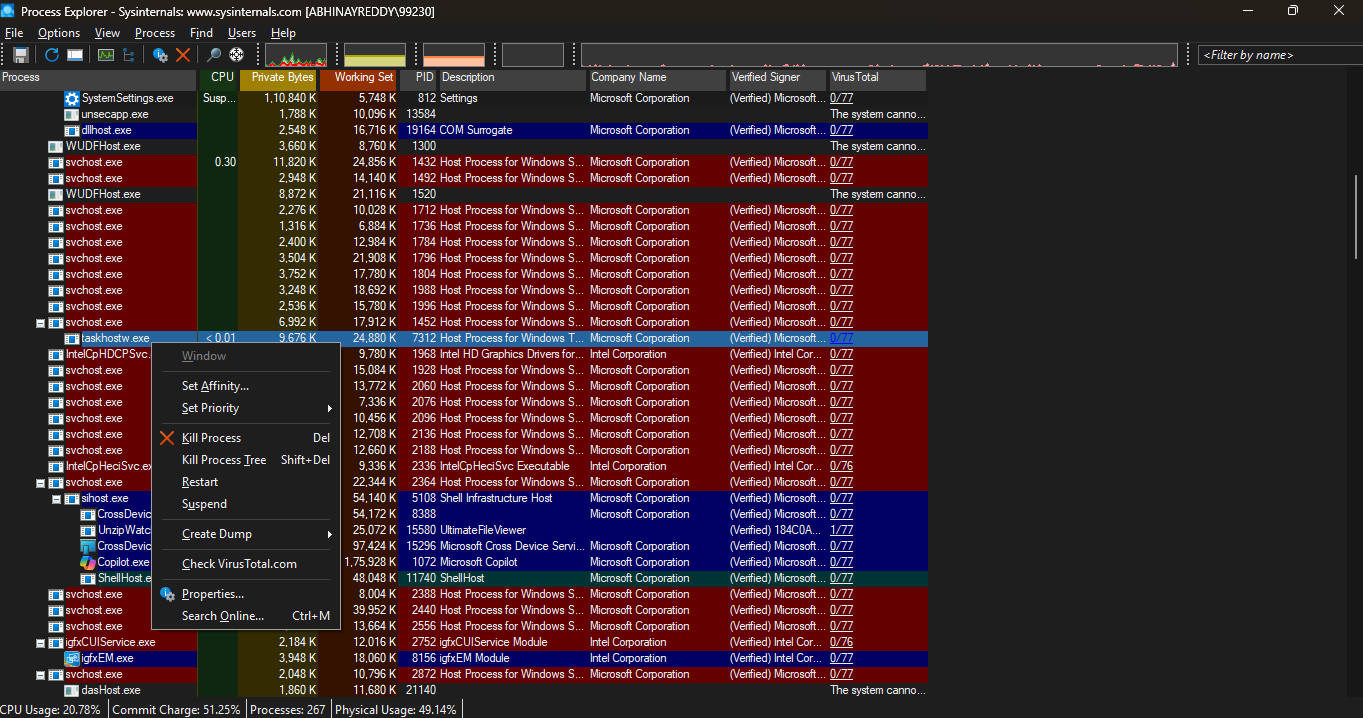 Process Explorer - Sysinternals: www.sysinternals.com [ABHINAYREDDY\99230]
File Options View Process Find Users Help
<Filter by name>
Process CPU Private Bytes Working Set PID Description Company Name Verified Signer VirusTotal
SystemSettings.exe Susp... 1,10,840 K 5,748 K 812 Settings Microsoft Corporation (Verified) Microsoft... 0/77
unsecapp.exe 1,788 K 10,096 K 13584 The system canno...
dllhost.exe 2,548 K 16,716 K 19164 COM Surrogate Microsoft Corporation (Verified) Microsoft... 0/77
WUDFHost.exe 3,660 K 8,760 K 1300 The system canno...
svchost.exe 0.30 11,820 K 24,856 K 1432 Host Process for Windows S... Microsoft Corporation (Verified) Microsoft... 0/77
svchost.exe 2,948 K 14,140 K 1492 Host Process for Windows S... Microsoft Corporation (Verified) Microsoft... 0/77
WUDFHost.exe 8,872 K 21,116 K 1520 The system canno...
svchost.exe 2,276 K 10,028 K 1712 Host Process for Windows S... Microsoft Corporation (Verified) Microsoft... 0/77
svchost.exe 1,316 K 6,884 K 1736 Host Process for Windows S... Microsoft Corporation (Verified) Microsoft... 0/77
svchost.exe 2,400 K 12,984 K 1784 Host Process for Windows S... Microsoft Corporation (Verified) Microsoft... 0/77
svchost.exe 3,504 K 21,908 K 1796 Host Process for Windows S... Microsoft Corporation (Verified) Microsoft... 0/77
svchost.exe 3,752 K 17,780 K 1804 Host Process for Windows S... Microsoft Corporation (Verified) Microsoft... 0/77
svchost.exe 3,248 K 18,692 K 1988 Host Process for Windows S... Microsoft Corporation (Verified) Microsoft... 0/77
svchost.exe 2,536 K 15,780 K 1996 Host Process for Windows S... Microsoft Corporation (Verified) Microsoft... 0/77
svchost.exe 6,992 K 17,912 K 1452 Host Process for Windows S... Microsoft Corporation (Verified) Microsoft... 0/77
taskhostw.exe < 0.01 9,676 K 24,880 K 7312 Host Process for Windows T... Microsoft Corporation (Verified) Microsoft... 0/77
IntelCpHDCPSvc. 9,780 K 1968 Intel HD Graphics Drivers for... Intel Corporation (Verified) Intel Cor... 0/77
svchost.exe 15,084 K 1928 Host Process for Windows S... Microsoft Corporation (Verified) Microsoft... 0/77
svchost.exe 13,772 K 2060 Host Process for Windows S... Microsoft Corporation (Verified) Microsoft... 0/77
svchost.exe 7,336 K 2076 Host Process for Windows S... Microsoft Corporation (Verified) Microsoft... 0/77
svchost.exe 10,456 K 2096 Host Process for Windows S... Microsoft Corporation (Verified) Microsoft... 0/77
svchost.exe 12,708 K 2136 Host Process for Windows S... Microsoft Corporation (Verified) Microsoft... 0/77
svchost.exe 12,660 K 2188 Host Process for Windows S... Microsoft Corporation (Verified) Microsoft... 0/77
IntelCpHeciSvc.ex 9,336 K 2336 IntelCpHeciSvc Executable Intel Corporation (Verified) Intel Cor... 0/76
svchost.exe 22,344 K 2364 Host Process for Windows S... Microsoft Corporation (Verified) Microsoft... 0/77
sihost.exe 54,140 K 5108 Shell Infrastructure Host Microsoft Corporation (Verified) Microsoft... 0/77
CrossDevic 54,172 K 8388 Microsoft Corporation (Verified) Microsoft... 0/77
UnzipWatc 25,072 K 15580 UltimateFileViewer (Verified) 184C0A... 1/77
CrossDevic 97,424 K 15296 Microsoft Cross Device Servi... Microsoft Corporation (Verified) Microsoft... 0/77
Copilot.exe 1,75,928 K 1072 Microsoft Copilot Microsoft Corporation (Verified) Microsoft... 0/77
ShellHost.e 48,048 K 11740 ShellHost Microsoft Corporation (Verified) Microsoft... 0/77
svchost.exe 8,004 K 2388 Host Process for Windows S... Microsoft Corporation (Verified) Microsoft... 0/77
svchost.exe 39,952 K 2440 Host Process for Windows S... Microsoft Corporation (Verified) Microsoft... 0/77
svchost.exe 13,664 K 2556 Host Process for Windows S... Microsoft Corporation (Verified) Microsoft... 0/77
igfxCUIService.exe 2,184 K 12,016 K 2752 igfxCUIService Module Intel Corporation (Verified) Intel Cor... 0/76
igfxEM.exe 3,948 K 18,060 K 8156 igfxEM Module Intel Corporation (Verified) Intel Cor... 0/77
svchost.exe 2,048 K 10,796 K 2872 Host Process for Windows S... Microsoft Corporation (Verified) Microsoft... 0/77
dasHost.exe 1,860 K 11,680 K 21140 The system canno...
Window
Set Affinity...
Set Priority
Kill Process Del
Kill Process Tree Shift+Del
Restart
Suspend
Create Dump
Check VirusTotal.com
Properties...
Search Online... Ctrl+M
CPU Usage: 20.78% Commit Charge: 51.25% Processes: 267 Physical Usage: 49.14%